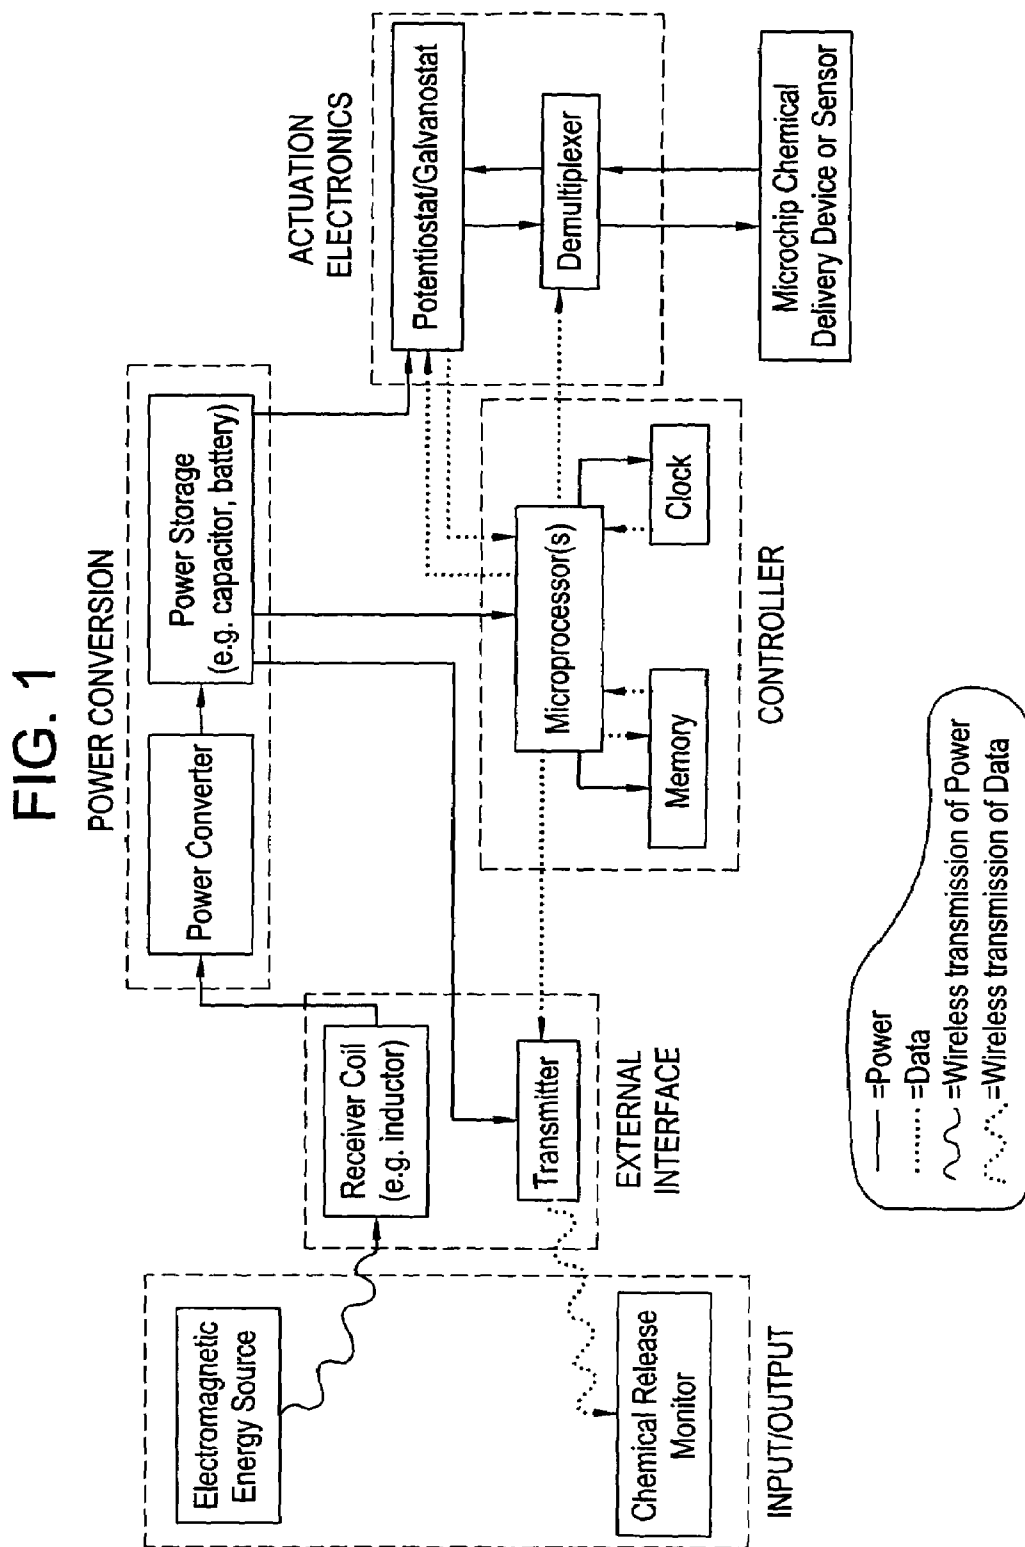 FIG. 1
POWER CONVERSION
Power Converter
Power Storage
(e.g. capacitor, battery)
ACTUATION
ELECTRONICS
Potentiostat/Galvanostat
Demultiplexer
Microchip Chemical
Delivery Device or Sensor
Electromagnetic
Energy Source
Chemical Release
Monitor
INPUT/OUTPUT
Receiver Coil
(e.g. inductor)
Transmitter
EXTERNAL
INTERFACE
Microprocessor(s)
Memory
Clock
CONTROLLER
=Power
=Data
=Wireless transmission of Power
=Wireless transmission of Data